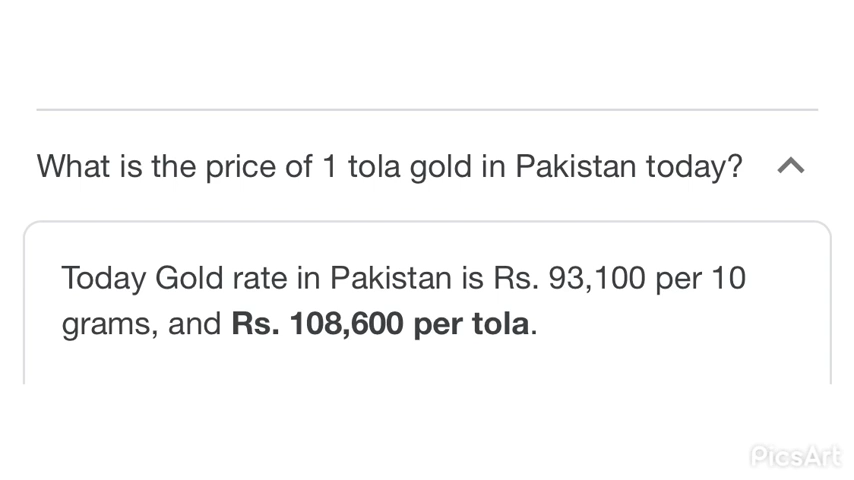 What is the price of 1 tola gold in Pakistan today?
Today Gold rate in Pakistan is Rs. 93,100 per 10
grams, and Rs. 108,600 per tola.
PicsArt